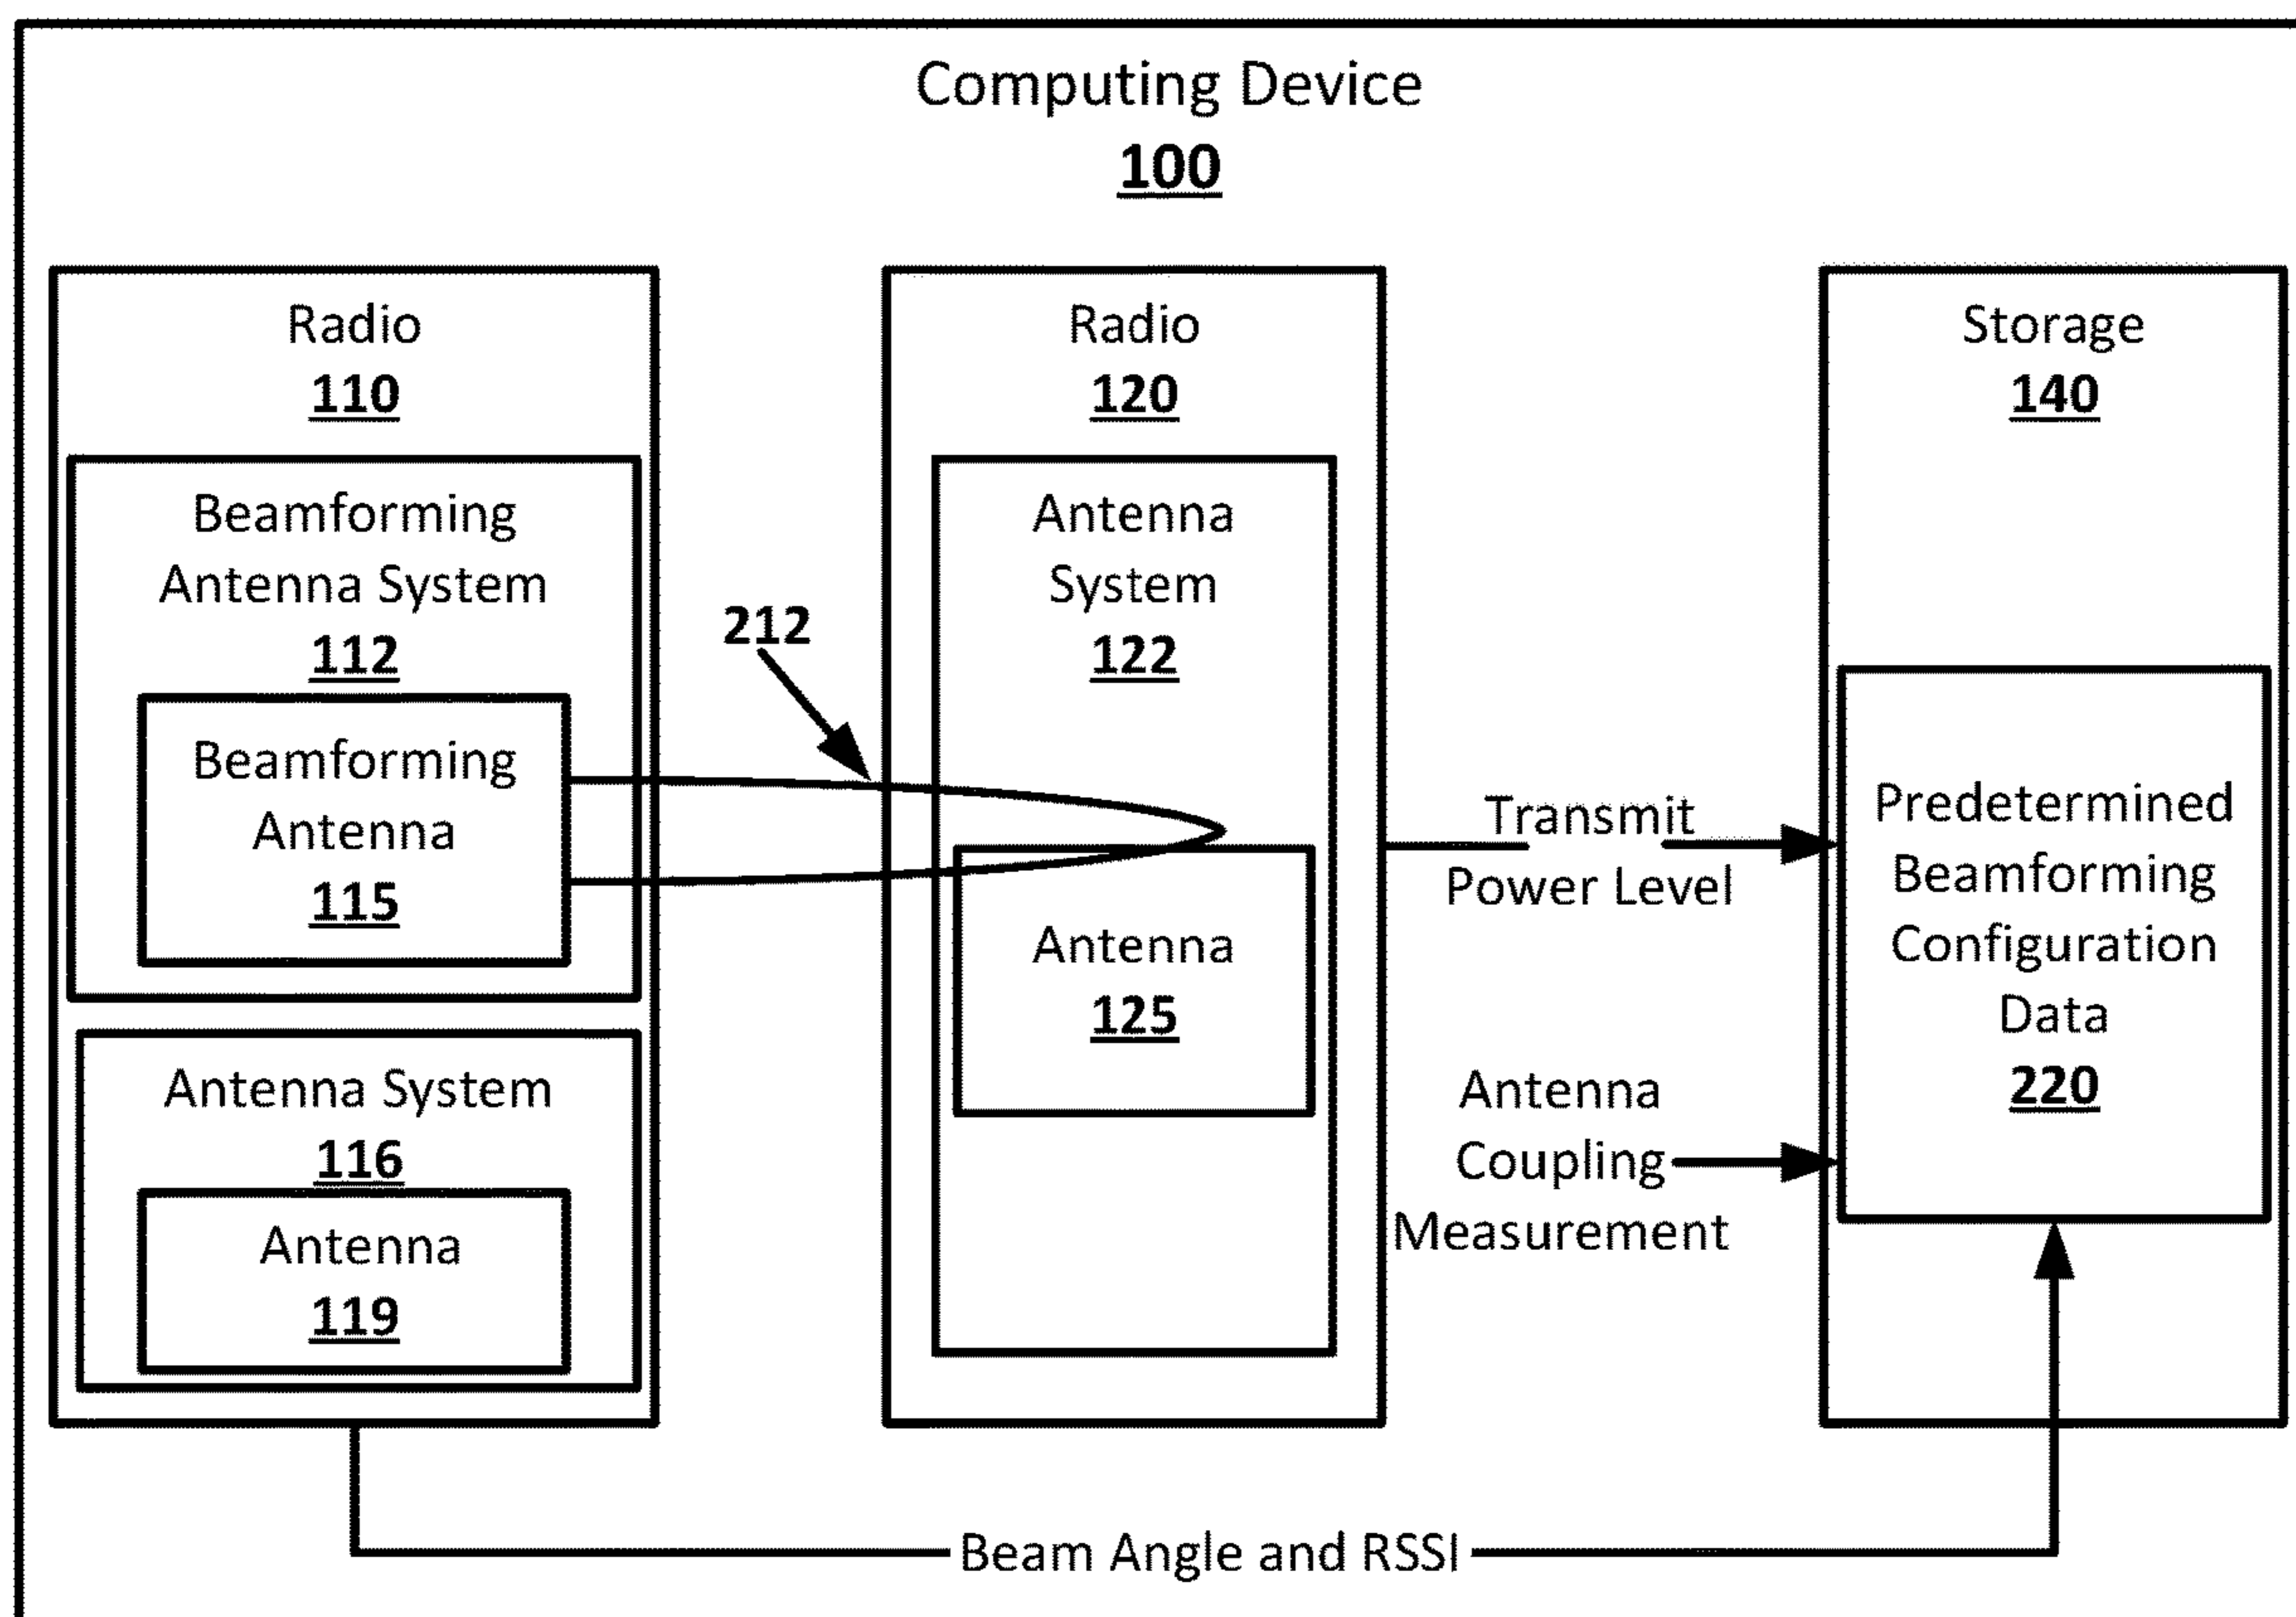 Computing Device
100
Radio
110
Beamforming
Antenna System
112
Beamforming
Antenna
115
Antenna System
116
Antenna
119
212
Radio
120
Antenna
System
122
Antenna
125
Transmit
Power Level
Antenna
Coupling
Measurement
Storage
140
Predetermined
Beamforming
Configuration
Data
220
Beam Angle and RSSI